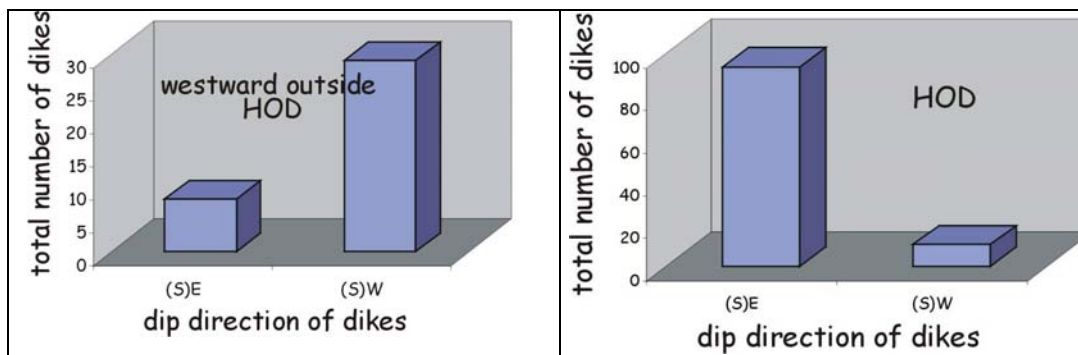 total number of dikes
30
25
20
15
10
5
0
westward outside
HOD
(S)E
(S)W
dip direction of dikes
total number of dikes
100
80
60
40
20
0
HOD
(S)E
(S)W
dip direction of dikes